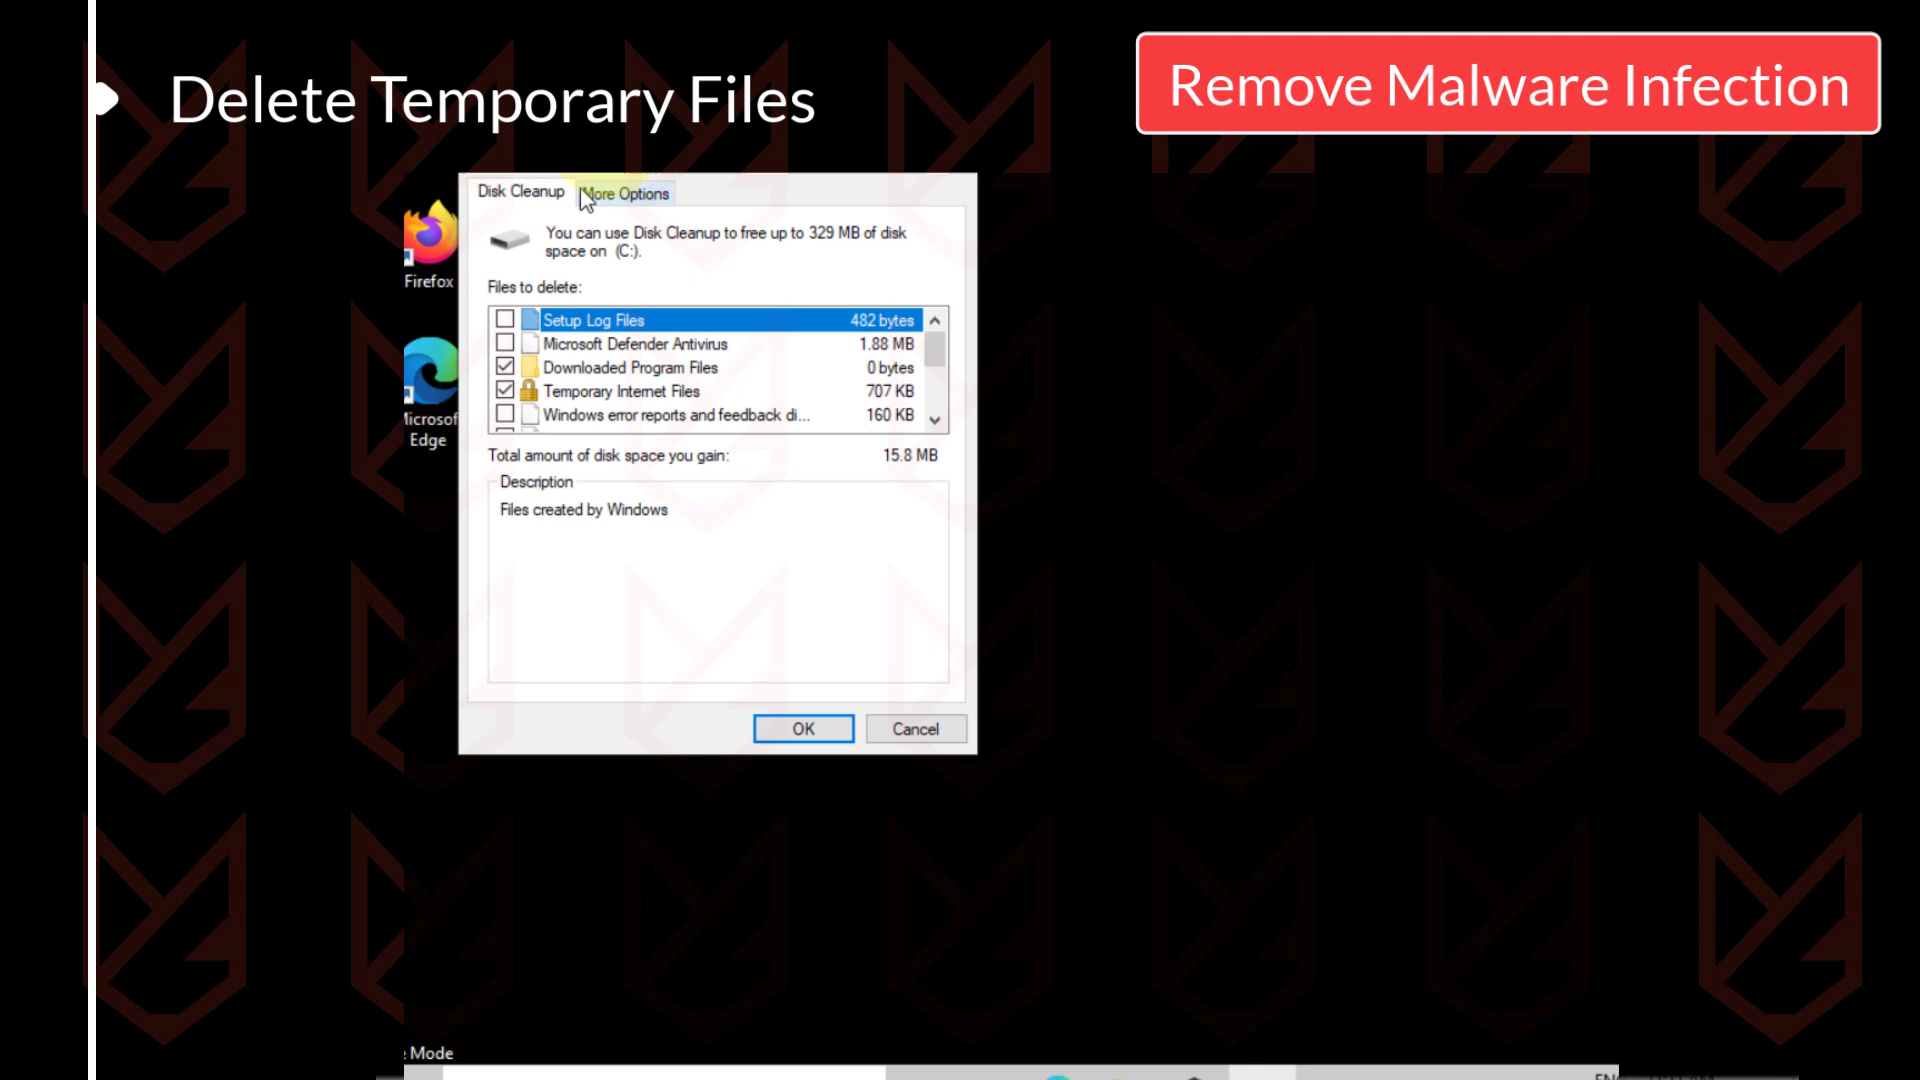 Delete Temporary Files
Remove Malware Infection
Disk Cleanup
More Options
You can use Disk Cleanup to free up to 329 MB of disk
space on (C:).
Firefox
Files to delete:
Setup Log Files 482 bytes
Microsoft Defender Antivirus 1.88 MB
Downloaded Program Files 0 bytes
Temporary Internet Files 707 KB
Windows error reports and feedback di... 160 KB
Microsof
Edge
Total amount of disk space you gain: 15.8 MB
Description
Files created by Windows
OK
Cancel
Mode